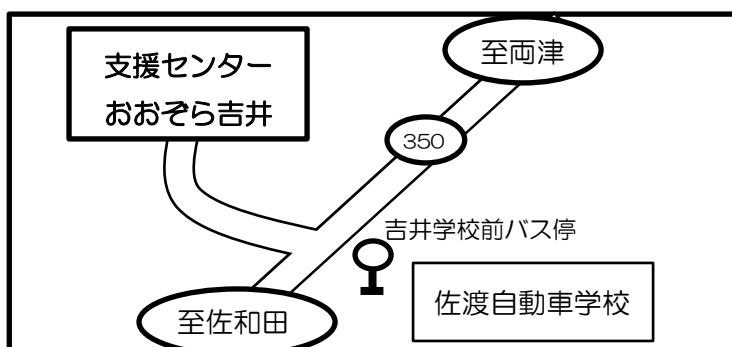 至両津
支援センター
おおぞら吉井
350
吉井学校前バス停
佐渡自動車学校
至佐和田